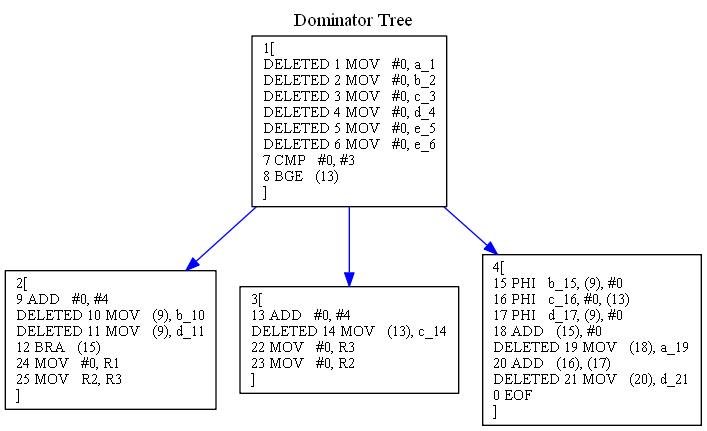 Dominator Tree
1[
DELETED 1 MOV #0, a_1
DELETED 2 MOV #0, b_2
DELETED 3 MOV #0, c_3
DELETED 4 MOV #0, d_4
DELETED 5 MOV #0, e_5
DELETED 6 MOV #0, e_6
7 CMP #0, #3
8 BGE (13)
]
2[
9 ADD #0, #4
DELETED 10 MOV (9), b_10
DELETED 11 MOV (9), d_11
12 BRA (15)
24 MOV #0, R1
25 MOV R2, R3
]
3[
13 ADD #0, #4
DELETED 14 MOV (13), c_14
22 MOV #0, R3
23 MOV #0, R2
]
4[
15 PHI b_15, (9), #0
16 PHI c_16, #0, (13)
17 PHI d_17, (9), #0
18 ADD (15), #0
DELETED 19 MOV (18), a_19
20 ADD (16), (17)
DELETED 21 MOV (20), d_21
0 EOF
]